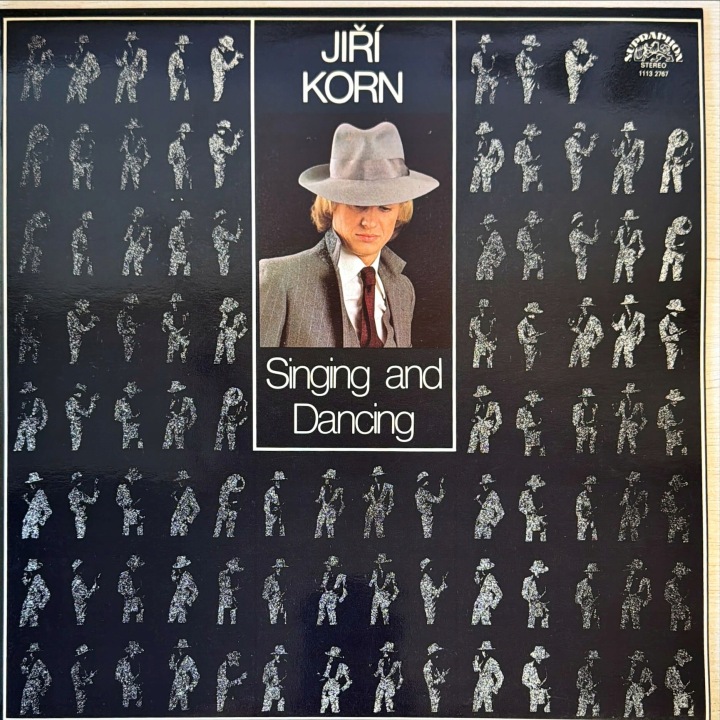 JIŘÍ
KORN
SUPRAPHON
STEREO
1113 2767
Singing and
Dancing